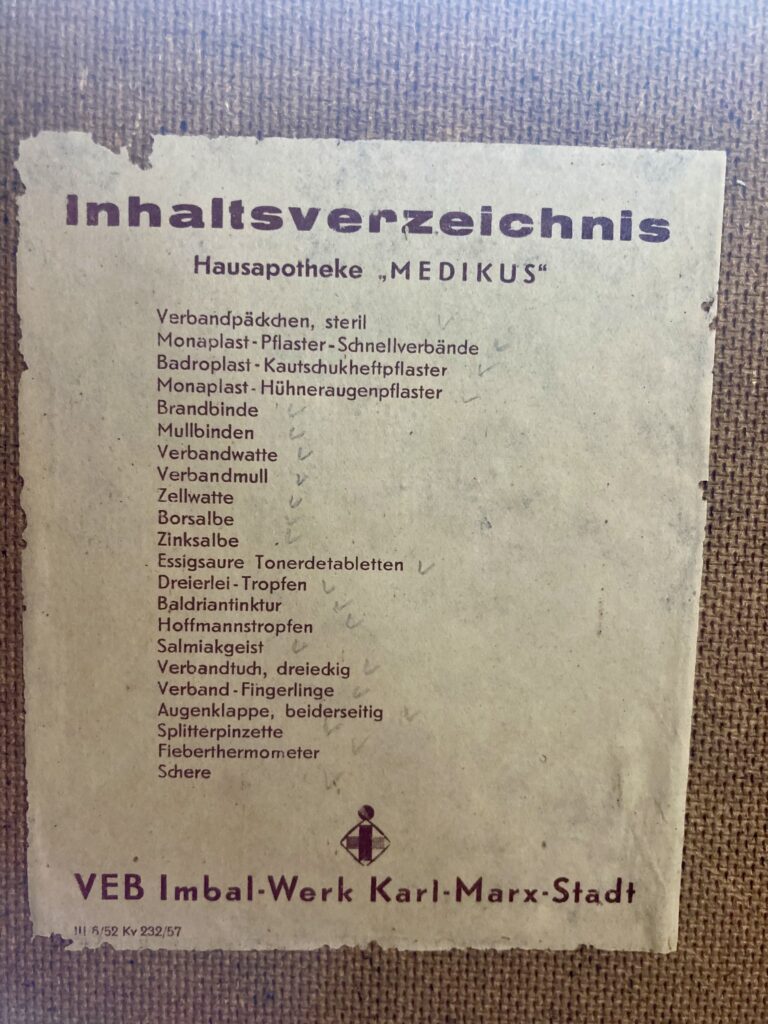 Inhaltsverzeichnis
Hausapotheke „MEDIKUS“
Verbandpäckchen, steril
Monaplast-Pflaster-Schnellverbände
Badroplast-Kautschukheftpflaster
Monaplast-Hühneraugenpflaster
Brandbinde
Mullbinden
Verbandwatte
Verbandmull
Zellwatte
Borsalbe
Zinksalbe
Essigsaure Tonerdetabletten
Dreierlei-Tropfen
Baldriantinktur
Hoffmannstropfen
Salmiakgeist
Verbandtuch, dreieckig
Verband-Fingerlinge
Augenklappe, beiderseitig
Splitterpinzette
Fieberthermometer
Schere
VEB Imbal-Werk Karl-Marx-Stadt
III 6/52 Kv 232/57